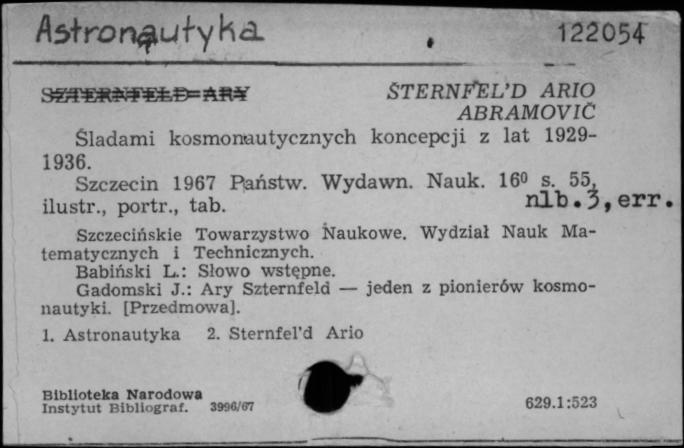 Astronautyka 122054
SZTERNFELD ARY ŠTERNFEL'D ARIO
ABRAMOVIČ
Śladami kosmonautycznych koncepcji z lat 1929-
1936.
Szczecin 1967 Państw. Wydawn. Nauk. 16⁰ s. 55,
ilustr., portr., tab. nlb.3, err.
Szczecińskie Towarzystwo Naukowe. Wydział Nauk Ma-
tematycznych i Technicznych.
Babiński L.: Słowo wstępne.
Gadomski J.: Ary Szternfeld — jeden z pionierów kosmo-
nautyki. [Przedmowa].
1. Astronautyka 2. Sternfel'd Ario
Biblioteka Narodowa
Instytut Bibliograf. 3996/67 629.1:523